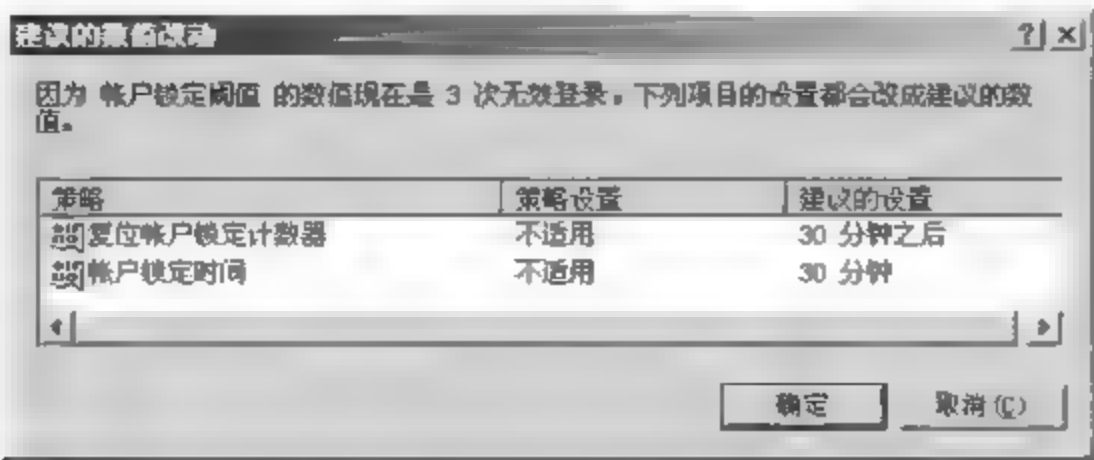 建议的数值改动
因为 帐户锁定阈值 的数值现在是 3 次无效登录，下列项目的设置都会改成建议的数
值。
策略 策略设置 建议的设置
复位帐户锁定计数器 不适用 30 分钟之后
帐户锁定时间 不适用 30 分钟
确定 取消(C)